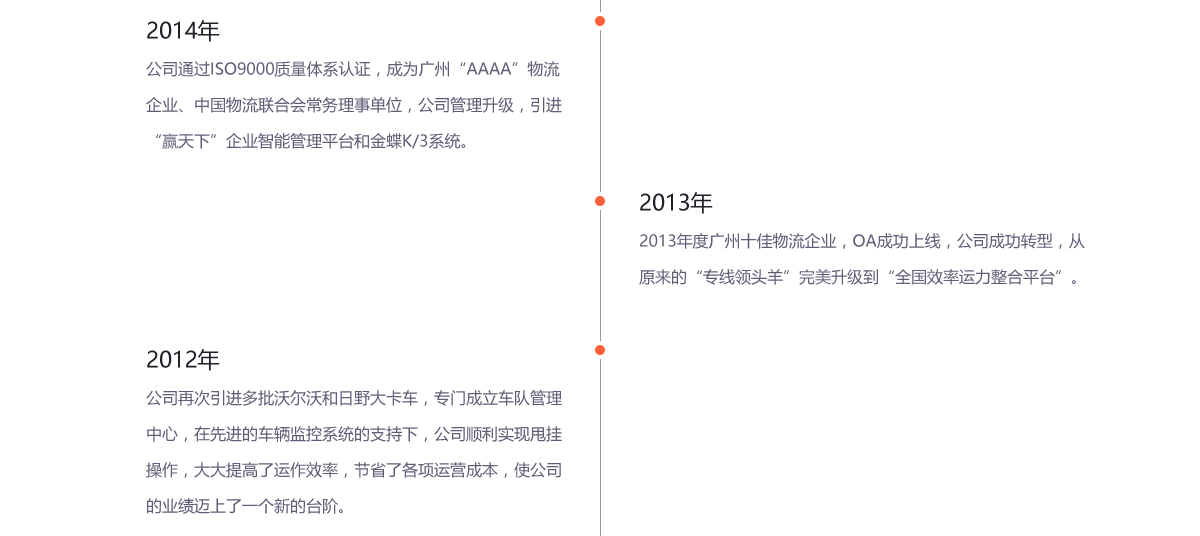 2014年
公司通过ISO9000质量体系认证，成为广州“AAAA”物流
企业、中国物流联合会常务理事单位，公司管理升级，引进
“赢天下”企业智能管理平台和金蝶K/3系统。
2013年
2013年度广州十佳物流企业，OA成功上线，公司成功转型，从
原来的“专线领头羊”完美升级到“全国效率运力整合平台”。
2012年
公司再次引进多批沃尔沃和日野大卡车，专门成立车队管理
中心，在先进的车辆监控系统的支持下，公司顺利实现甩挂
操作，大大提高了运作效率，节省了各项运营成本，使公司
的业绩迈上了一个新的台阶。